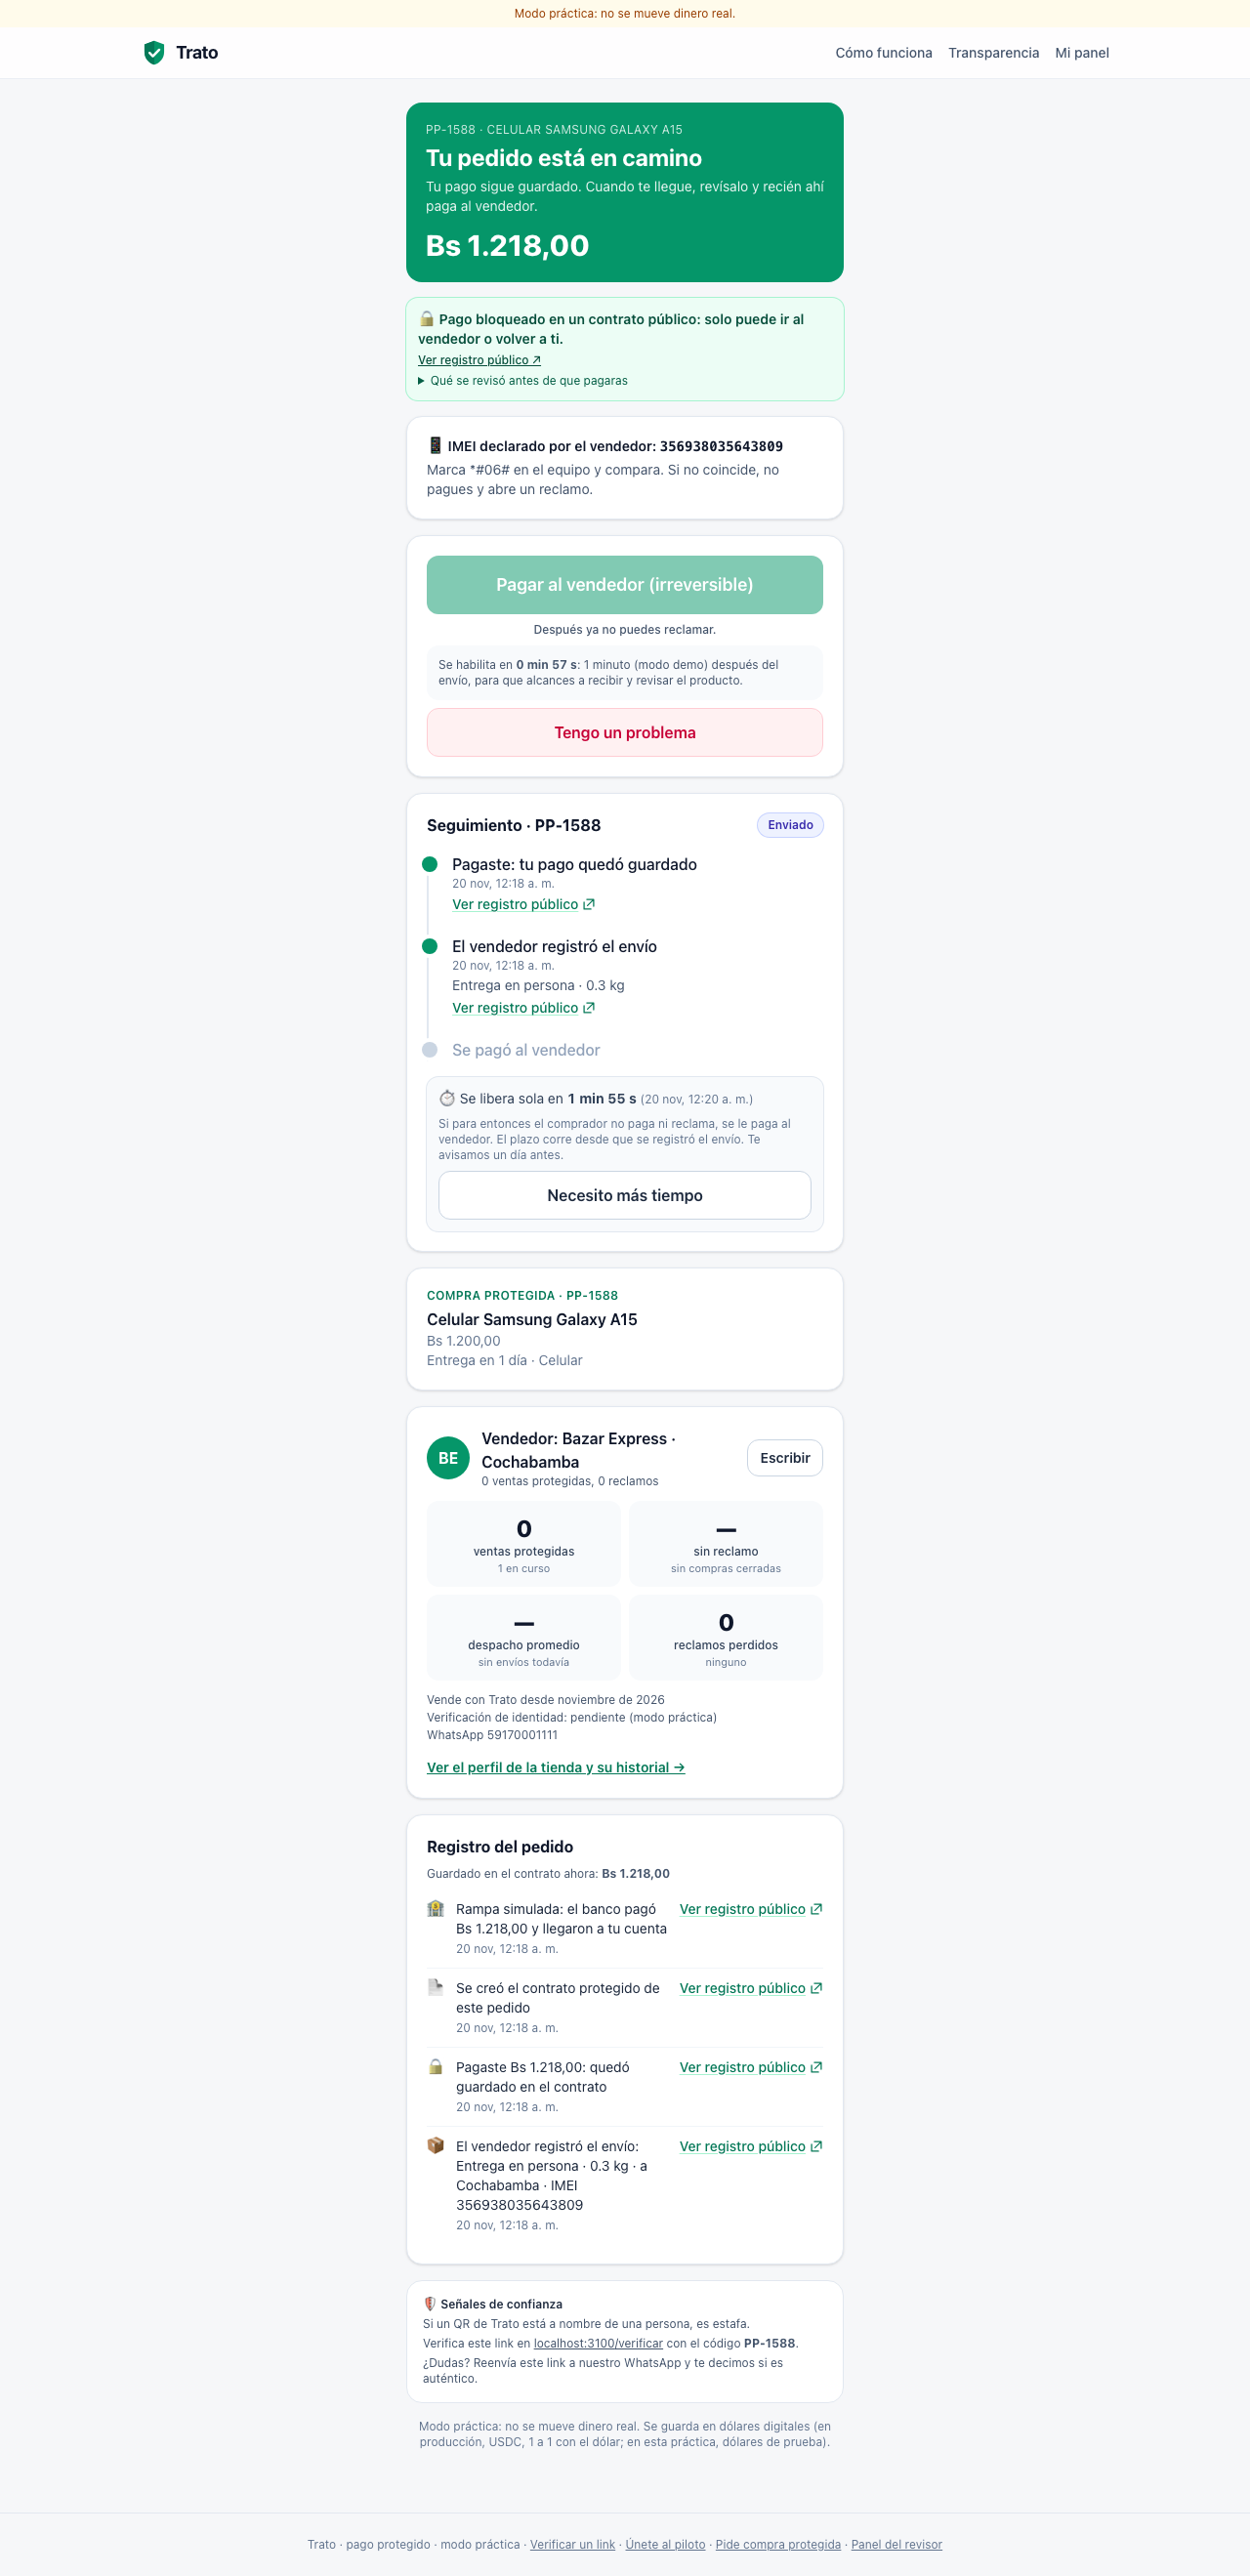 Modo práctica: no se mueve dinero real.
Trato
Cómo funciona Transparencia Mi panel
PP-1588 · CELULAR SAMSUNG GALAXY A15
Tu pedido está en camino
Tu pago sigue guardado. Cuando te llegue, revísalo y recién ahí
paga al vendedor.
Bs 1.218,00
Pago bloqueado en un contrato público: solo puede ir al
vendedor o volver a ti.
Ver registro público ↗
Qué se revisó antes de que pagaras
IMEI declarado por el vendedor: 356938035643809
Marca *#06# en el equipo y compara. Si no coincide, no
pagues y abre un reclamo.
Pagar al vendedor (irreversible)
Después ya no puedes reclamar.
Se habilita en 0 min 57 s: 1 minuto (modo demo) después del
envío, para que alcances a recibir y revisar el producto.
Tengo un problema
Seguimiento · PP-1588
Enviado
Pagaste: tu pago quedó guardado
20 nov, 12:18 a. m.
Ver registro público
El vendedor registró el envío
20 nov, 12:18 a. m.
Entrega en persona · 0.3 kg
Ver registro público
Se pagó al vendedor
Se libera sola en 1 min 55 s (20 nov, 12:20 a. m.)
Si para entonces el comprador no paga ni reclama, se le paga al
vendedor. El plazo corre desde que se registró el envío. Te
avisamos un día antes.
Necesito más tiempo
COMPRA PROTEGIDA · PP-1588
Celular Samsung Galaxy A15
Bs 1.200,00
Entrega en 1 día · Celular
BE
Vendedor: Bazar Express ·
Cochabamba
0 ventas protegidas, 0 reclamos
Escribir
0
ventas protegidas
1 en curso
—
sin reclamo
sin compras cerradas
—
despacho promedio
sin envíos todavía
0
reclamos perdidos
ninguno
Vende con Trato desde noviembre de 2026
Verificación de identidad: pendiente (modo práctica)
WhatsApp 59170001111
Ver el perfil de la tienda y su historial →
Registro del pedido
Guardado en el contrato ahora: Bs 1.218,00
Rampa simulada: el banco pagó
Bs 1.218,00 y llegaron a tu cuenta
20 nov, 12:18 a. m.
Ver registro público
Se creó el contrato protegido de
este pedido
20 nov, 12:18 a. m.
Ver registro público
Pagaste Bs 1.218,00: quedó
guardado en el contrato
20 nov, 12:18 a. m.
Ver registro público
El vendedor registró el envío:
Entrega en persona · 0.3 kg · a
Cochabamba · IMEI
356938035643809
20 nov, 12:18 a. m.
Ver registro público
Señales de confianza
Si un QR de Trato está a nombre de una persona, es estafa.
Verifica este link en localhost:3100/verificar con el código PP-1588.
¿Dudas? Reenvía este link a nuestro WhatsApp y te decimos si es
auténtico.
Modo práctica: no se mueve dinero real. Se guarda en dólares digitales (en
producción, USDC, 1 a 1 con el dólar; en esta práctica, dólares de prueba).
Trato · pago protegido · modo práctica · Verificar un link · Únete al piloto · Pide compra protegida · Panel del revisor